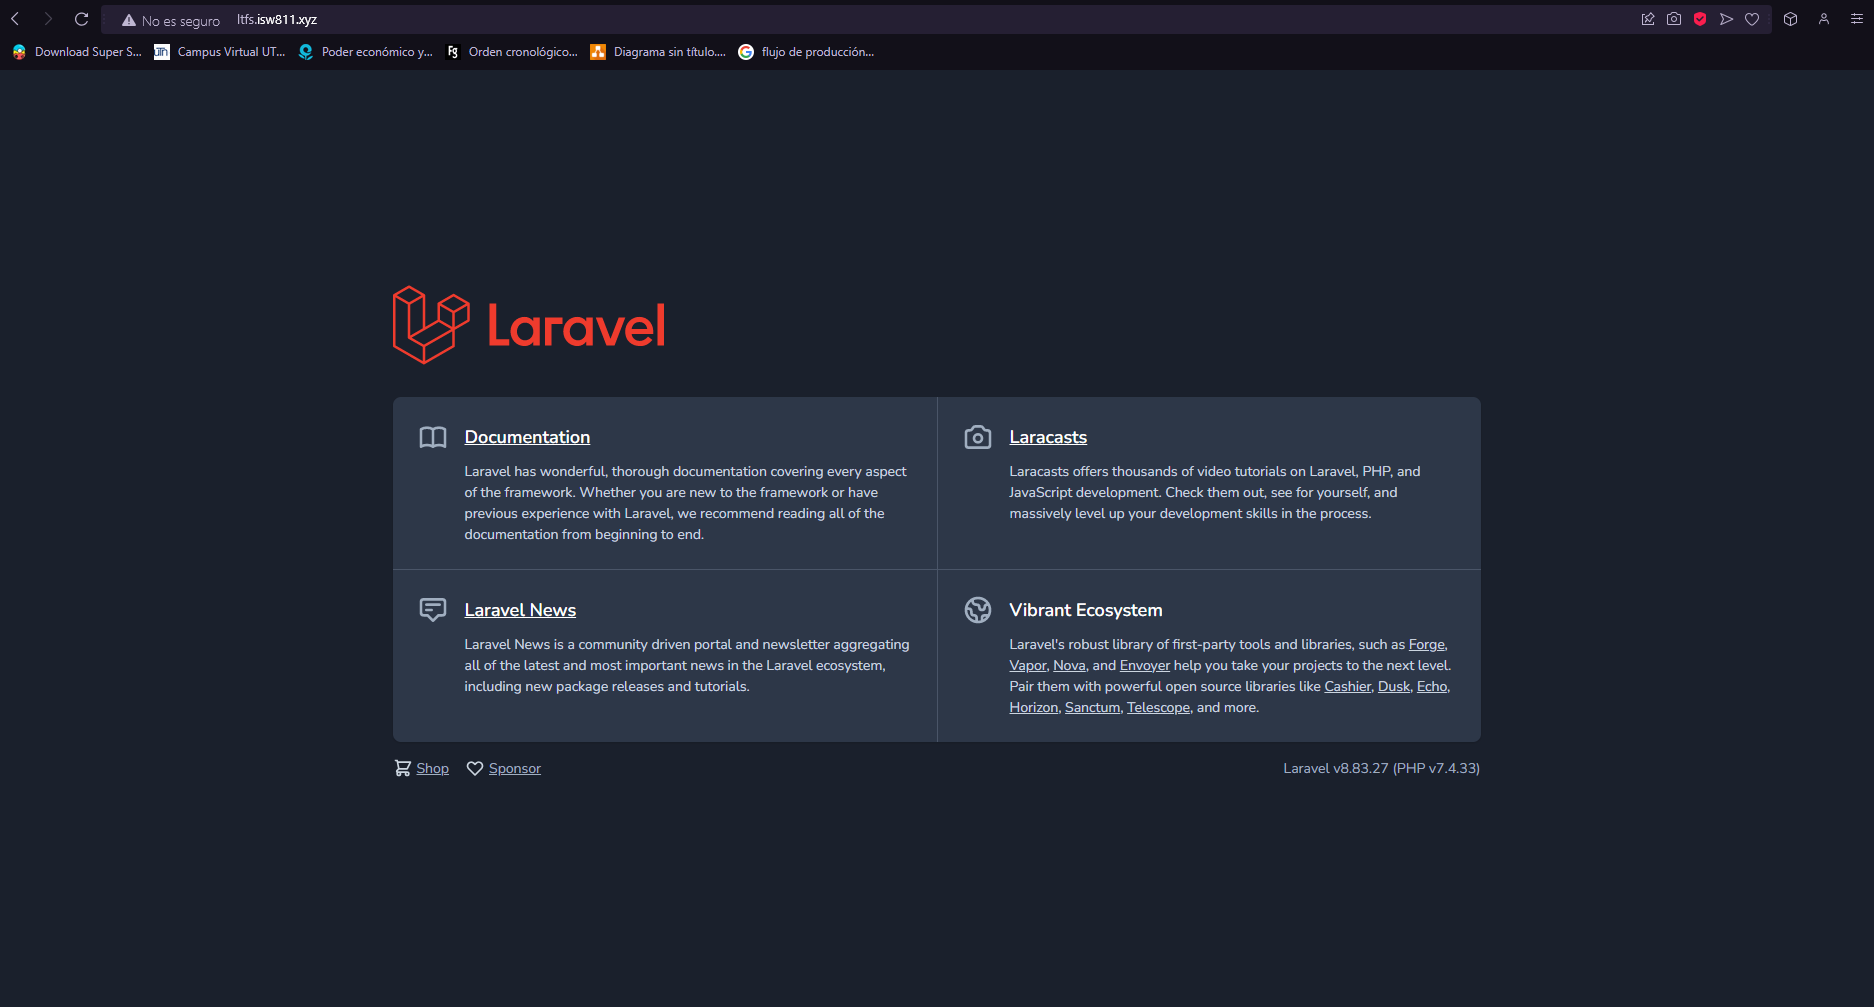 No es seguro ltfs.isw811.xyz
Download Super S... Campus Virtual UT... Poder económico y... Orden cronológico... Diagrama sin título.... flujo de producción...
Laravel
Documentation
Laravel has wonderful, thorough documentation covering every aspect
of the framework. Whether you are new to the framework or have
previous experience with Laravel, we recommend reading all of the
documentation from beginning to end.
Laracasts
Laracasts offers thousands of video tutorials on Laravel, PHP, and
JavaScript development. Check them out, see for yourself, and
massively level up your development skills in the process.
Laravel News
Laravel News is a community driven portal and newsletter aggregating
all of the latest and most important news in the Laravel ecosystem,
including new package releases and tutorials.
Vibrant Ecosystem
Laravel's robust library of first-party tools and libraries, such as Forge,
Vapor, Nova, and Envoyer help you take your projects to the next level.
Pair them with powerful open source libraries like Cashier, Dusk, Echo,
Horizon, Sanctum, Telescope, and more.
Shop Sponsor
Laravel v8.83.27 (PHP v7.4.33)